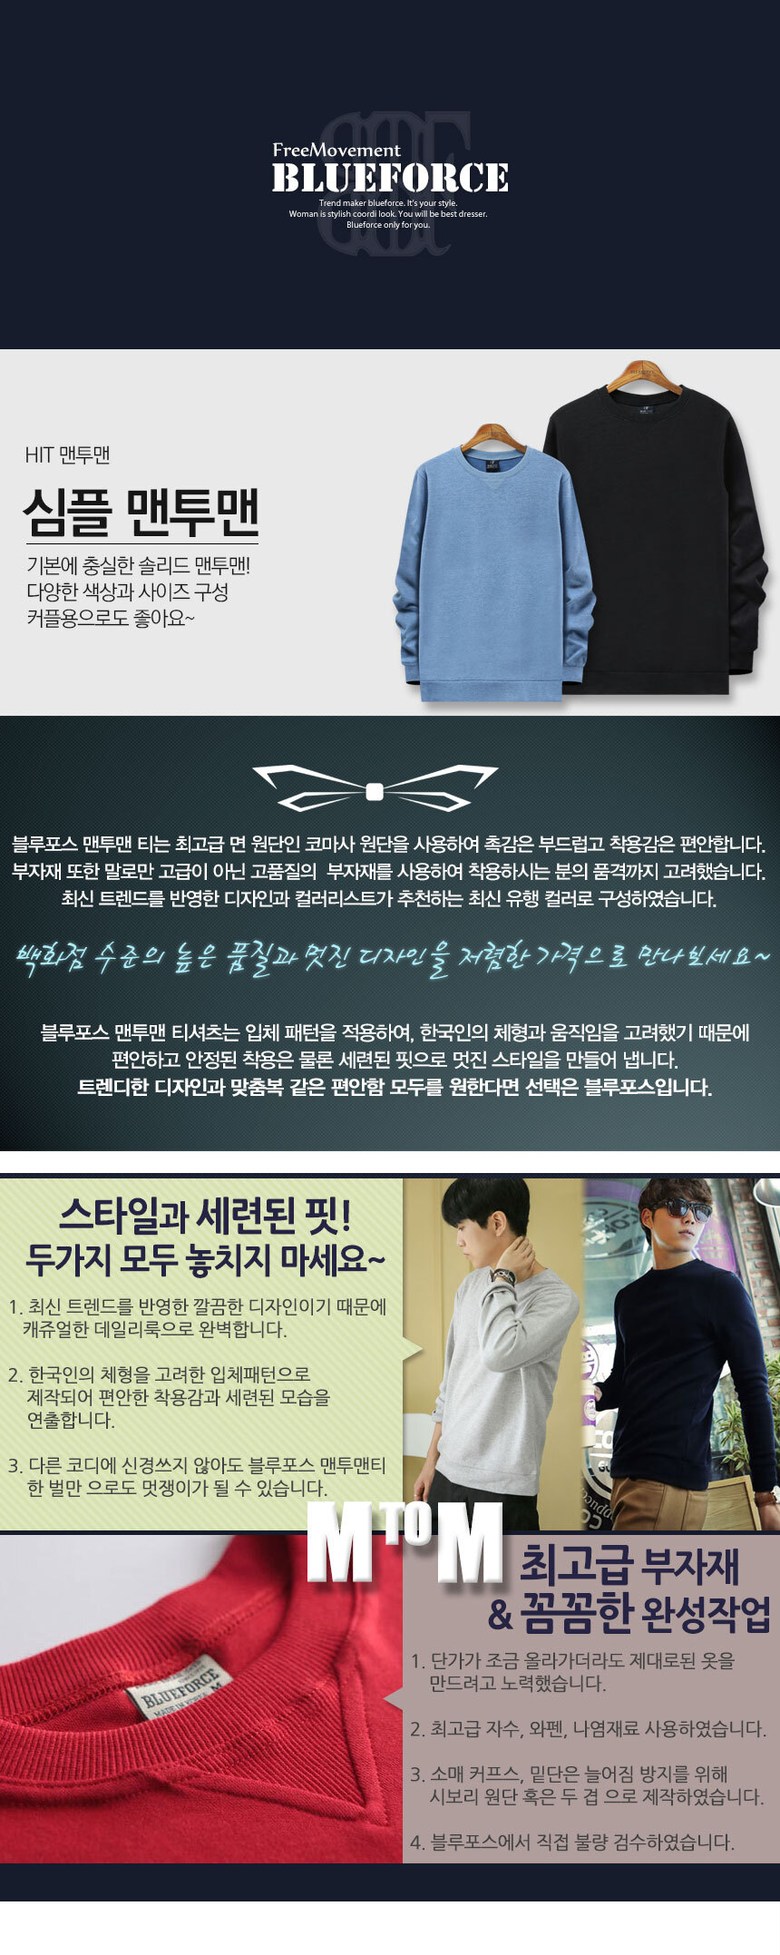 FreeMovement
BLUEFORCE
Trend maker blueforce. It's your style.
Woman is stylish coordi look. You will be best dresser.
Blueforce only for you.
HIT 맨투맨
심플 맨투맨
기본에 충실한 솔리드 맨투맨!
다양한 색상과 사이즈 구성
커플용으로도 좋아요~
블루포스 맨투맨 티는 최고급 면 원단인 코마사 원단을 사용하여 촉감은 부드럽고 착용감은 편안합니다.
부자재 또한 말로만 고급이 아닌 고품질의 부자재를 사용하여 착용하시는 분의 품격까지 고려했습니다.
최신 트렌드를 반영한 디자인과 컬러리스트가 추천하는 최신 유행 컬러로 구성하였습니다.
백화점 수준의 높은 품질과 멋진 디자인을 저렴한 가격으로 만나보세요~
블루포스 맨투맨 티셔츠는 입체 패턴을 적용하여, 한국인의 체형과 움직임을 고려했기 때문에
편안하고 안정된 착용은 물론 세련된 핏으로 멋진 스타일을 만들어 냅니다.
트렌디한 디자인과 맞춤복 같은 편안함 모두를 원한다면 선택은 블루포스입니다.
스타일과 세련된 핏!
두가지 모두 놓치지 마세요~
1. 최신 트렌드를 반영한 깔끔한 디자인이기 때문에
캐쥬얼한 데일리룩으로 완벽합니다.
2. 한국인의 체형을 고려한 입체패턴으로
제작되어 편안한 착용감과 세련된 모습을
연출합니다.
3. 다른 코디에 신경쓰지 않아도 블루포스 맨투맨티
한 벌만 으로도 멋쟁이가 될 수 있습니다.
M TO M
최고급 부자재
& 꼼꼼한 완성작업
BLUEFORCE
MADE IN KOREA M
1. 단가가 조금 올라가더라도 제대로된 옷을
만드려고 노력했습니다.
2. 최고급 자수, 와펜, 나염재료 사용하였습니다.
3. 소매 커프스, 밑단은 늘어짐 방지를 위해
시보리 원단 혹은 두 겹 으로 제작하였습니다.
4. 블루포스에서 직접 불량 검수하였습니다.